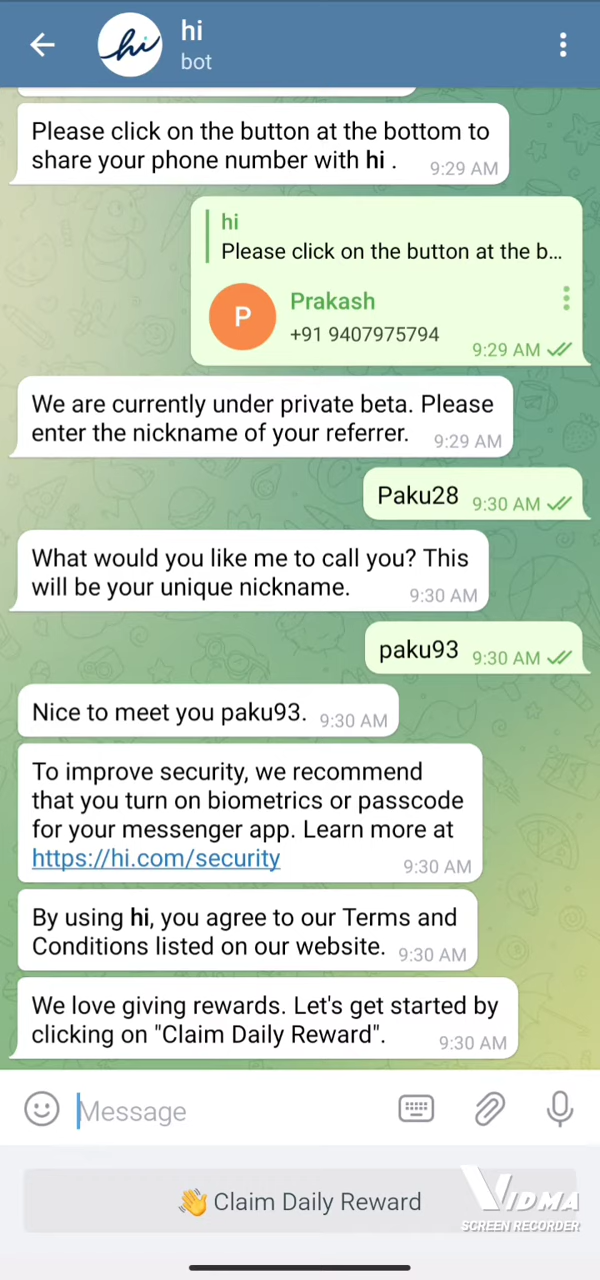 hi
hi
bot
Please click on the button at the bottom to
share your phone number with hi .
9:29 AM
hi
Please click on the button at the b...
P
Prakash
+91 9407975794
9:29 AM
We are currently under private beta. Please
enter the nickname of your referrer.
9:29 AM
Paku28
9:30 AM
What would you like me to call you? This
will be your unique nickname.
9:30 AM
paku93
9:30 AM
Nice to meet you paku93.
9:30 AM
To improve security, we recommend
that you turn on biometrics or passcode
for your messenger app. Learn more at
https://hi.com/security
9:30 AM
By using hi, you agree to our Terms and
Conditions listed on our website.
9:30 AM
We love giving rewards. Let's get started by
clicking on "Claim Daily Reward".
9:30 AM
Message
👋 Claim Daily Reward
VIDMA
SCREEN RECORDER